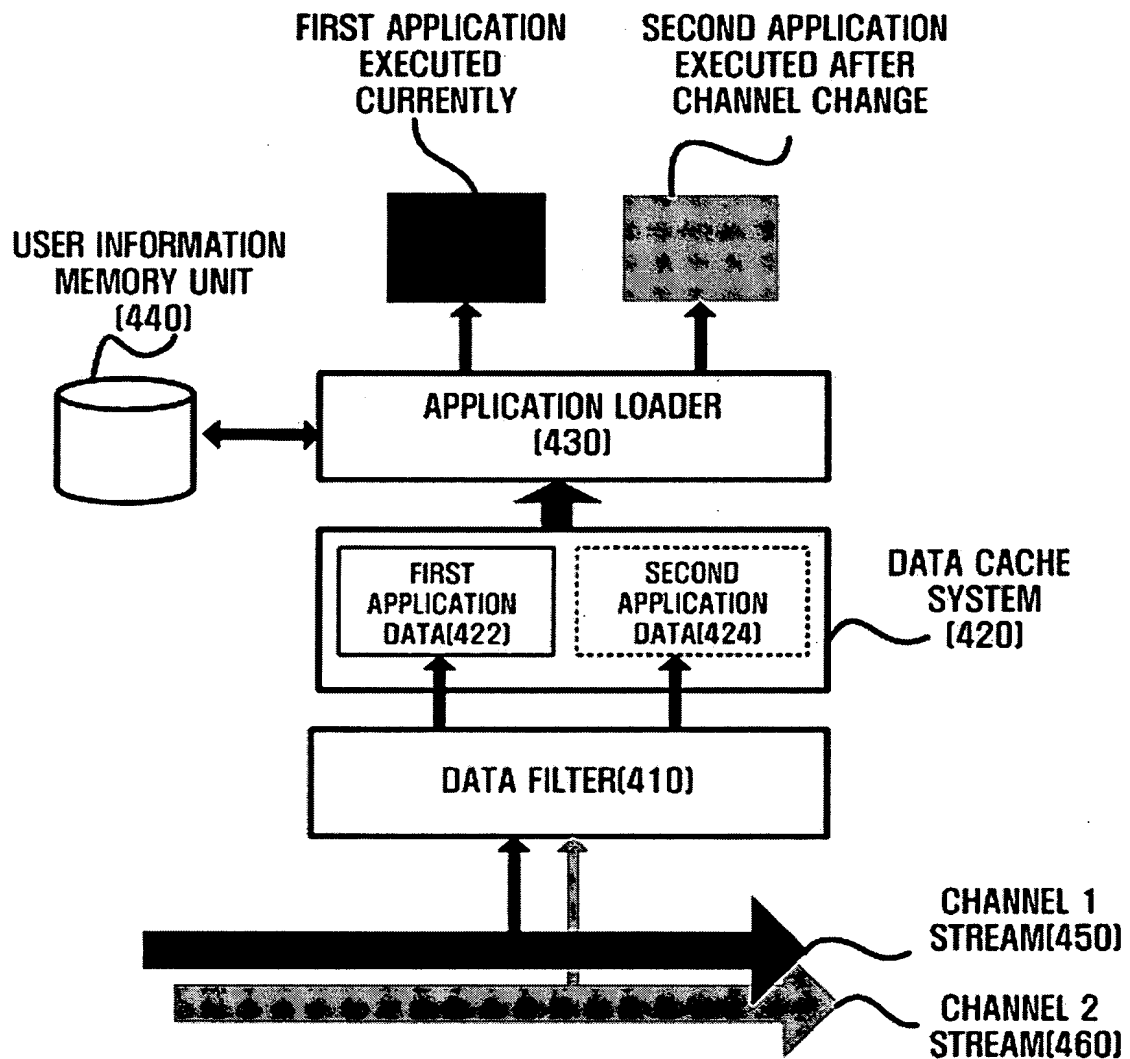 FIRST APPLICATION
EXECUTED
CURRENTLY
SECOND APPLICATION
EXECUTED AFTER
CHANNEL CHANGE
USER INFORMATION
MEMORY UNIT
(440)
APPLICATION LOADER
(430)
FIRST
APPLICATION
DATA(422)
SECOND
APPLICATION
DATA(424)
DATA CACHE
SYSTEM
(420)
DATA FILTER(410)
CHANNEL 1
STREAM(450)
CHANNEL 2
STREAM(460)